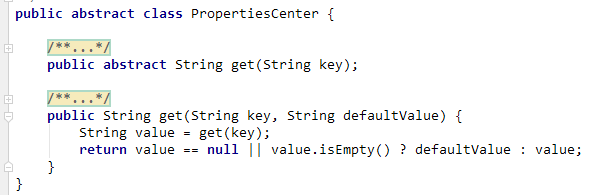 public abstract class PropertiesCenter {
/**...*/
public abstract String get(String key);
/**...*/
public String get(String key, String defaultValue) {
String value = get(key);
return value == null || value.isEmpty() ? defaultValue : value;
}
}